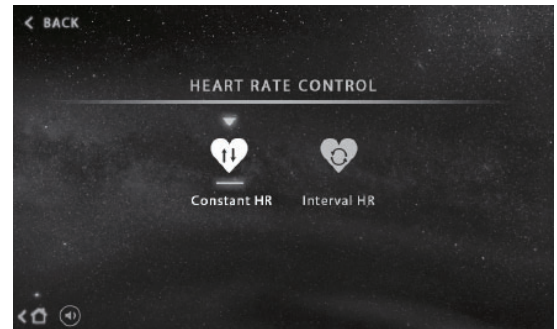 < BACK
HEART RATE CONTROL
Constant HR
Interval HR